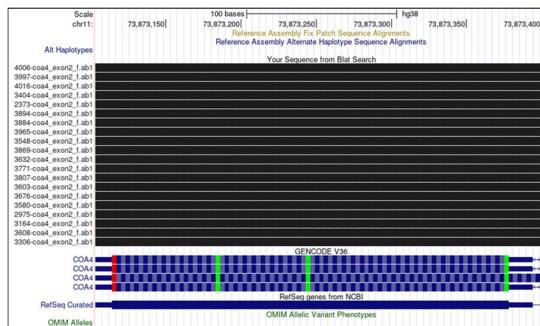 Scale 100 bases hg38
chr11: 73,873,150 73,873,200 73,873,250 73,873,300 73,873,350 73,873,400
Reference Assembly Fix Patch Sequence Alignments
Reference Assembly Alternate Haplotype Sequence Alignments
Alt Haplotypes
Your Sequence from Blat Search
4006-coa4_exon2_f.ab1
3997-coa4_exon2_f.ab1
4016-coa4_exon2_f.ab1
3404-coa4_exon2_f.ab1
2373-coa4_exon2_f.ab1
3894-coa4_exon2_f.ab1
3884-coa4_exon2_f.ab1
3965-coa4_exon2_f.ab1
3548-coa4_exon2_f.ab1
3869-coa4_exon2_f.ab1
3632-coa4_exon2_f.ab1
3771-coa4_exon2_f.ab1
3807-coa4_exon2_f.ab1
3603-coa4_exon2_f.ab1
3676-coa4_exon2_f.ab1
3580-coa4_exon2_f.ab1
2975-coa4_exon2_f.ab1
3164-coa4_exon2_f.ab1
3608-coa4_exon2_f.ab1
3306-coa4_exon2_f.ab1
GENCODE V36
COA4
COA4
COA4
COA4
RefSeq genes from NCBI
RefSeq Curated
OMIM Allelic Variant Phenotypes
OMIM Alleles